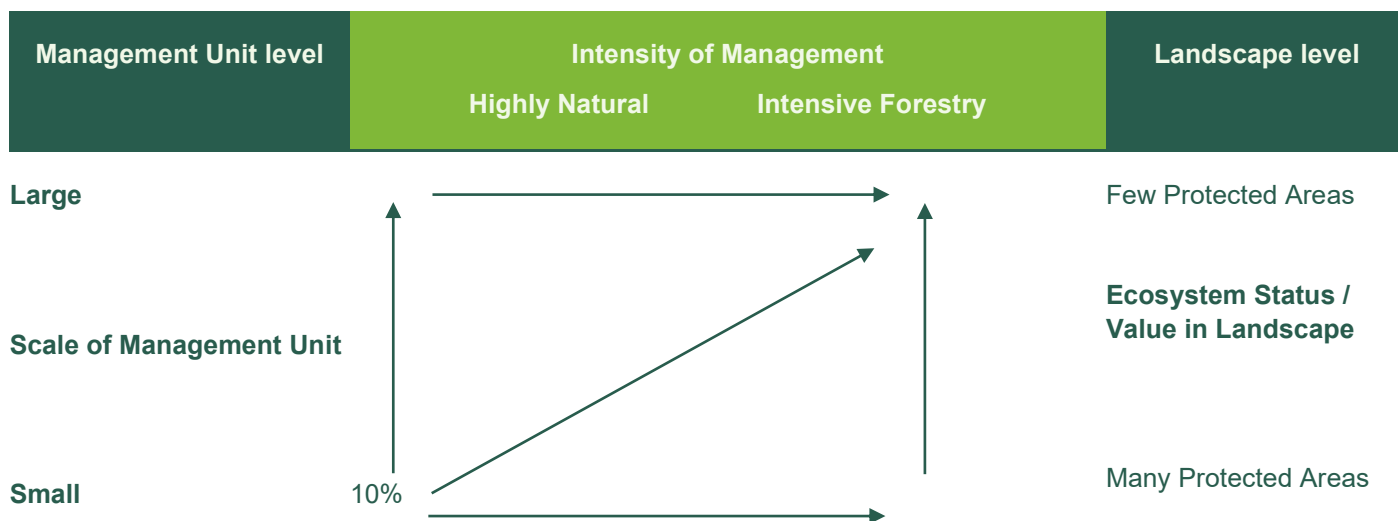 Management Unit level
Intensity of Management
Landscape level
Highly Natural
Intensive Forestry
Large
Few Protected Areas
Ecosystem Status /
Value in Landscape
Scale of Management Unit
Many Protected Areas
Small
10%